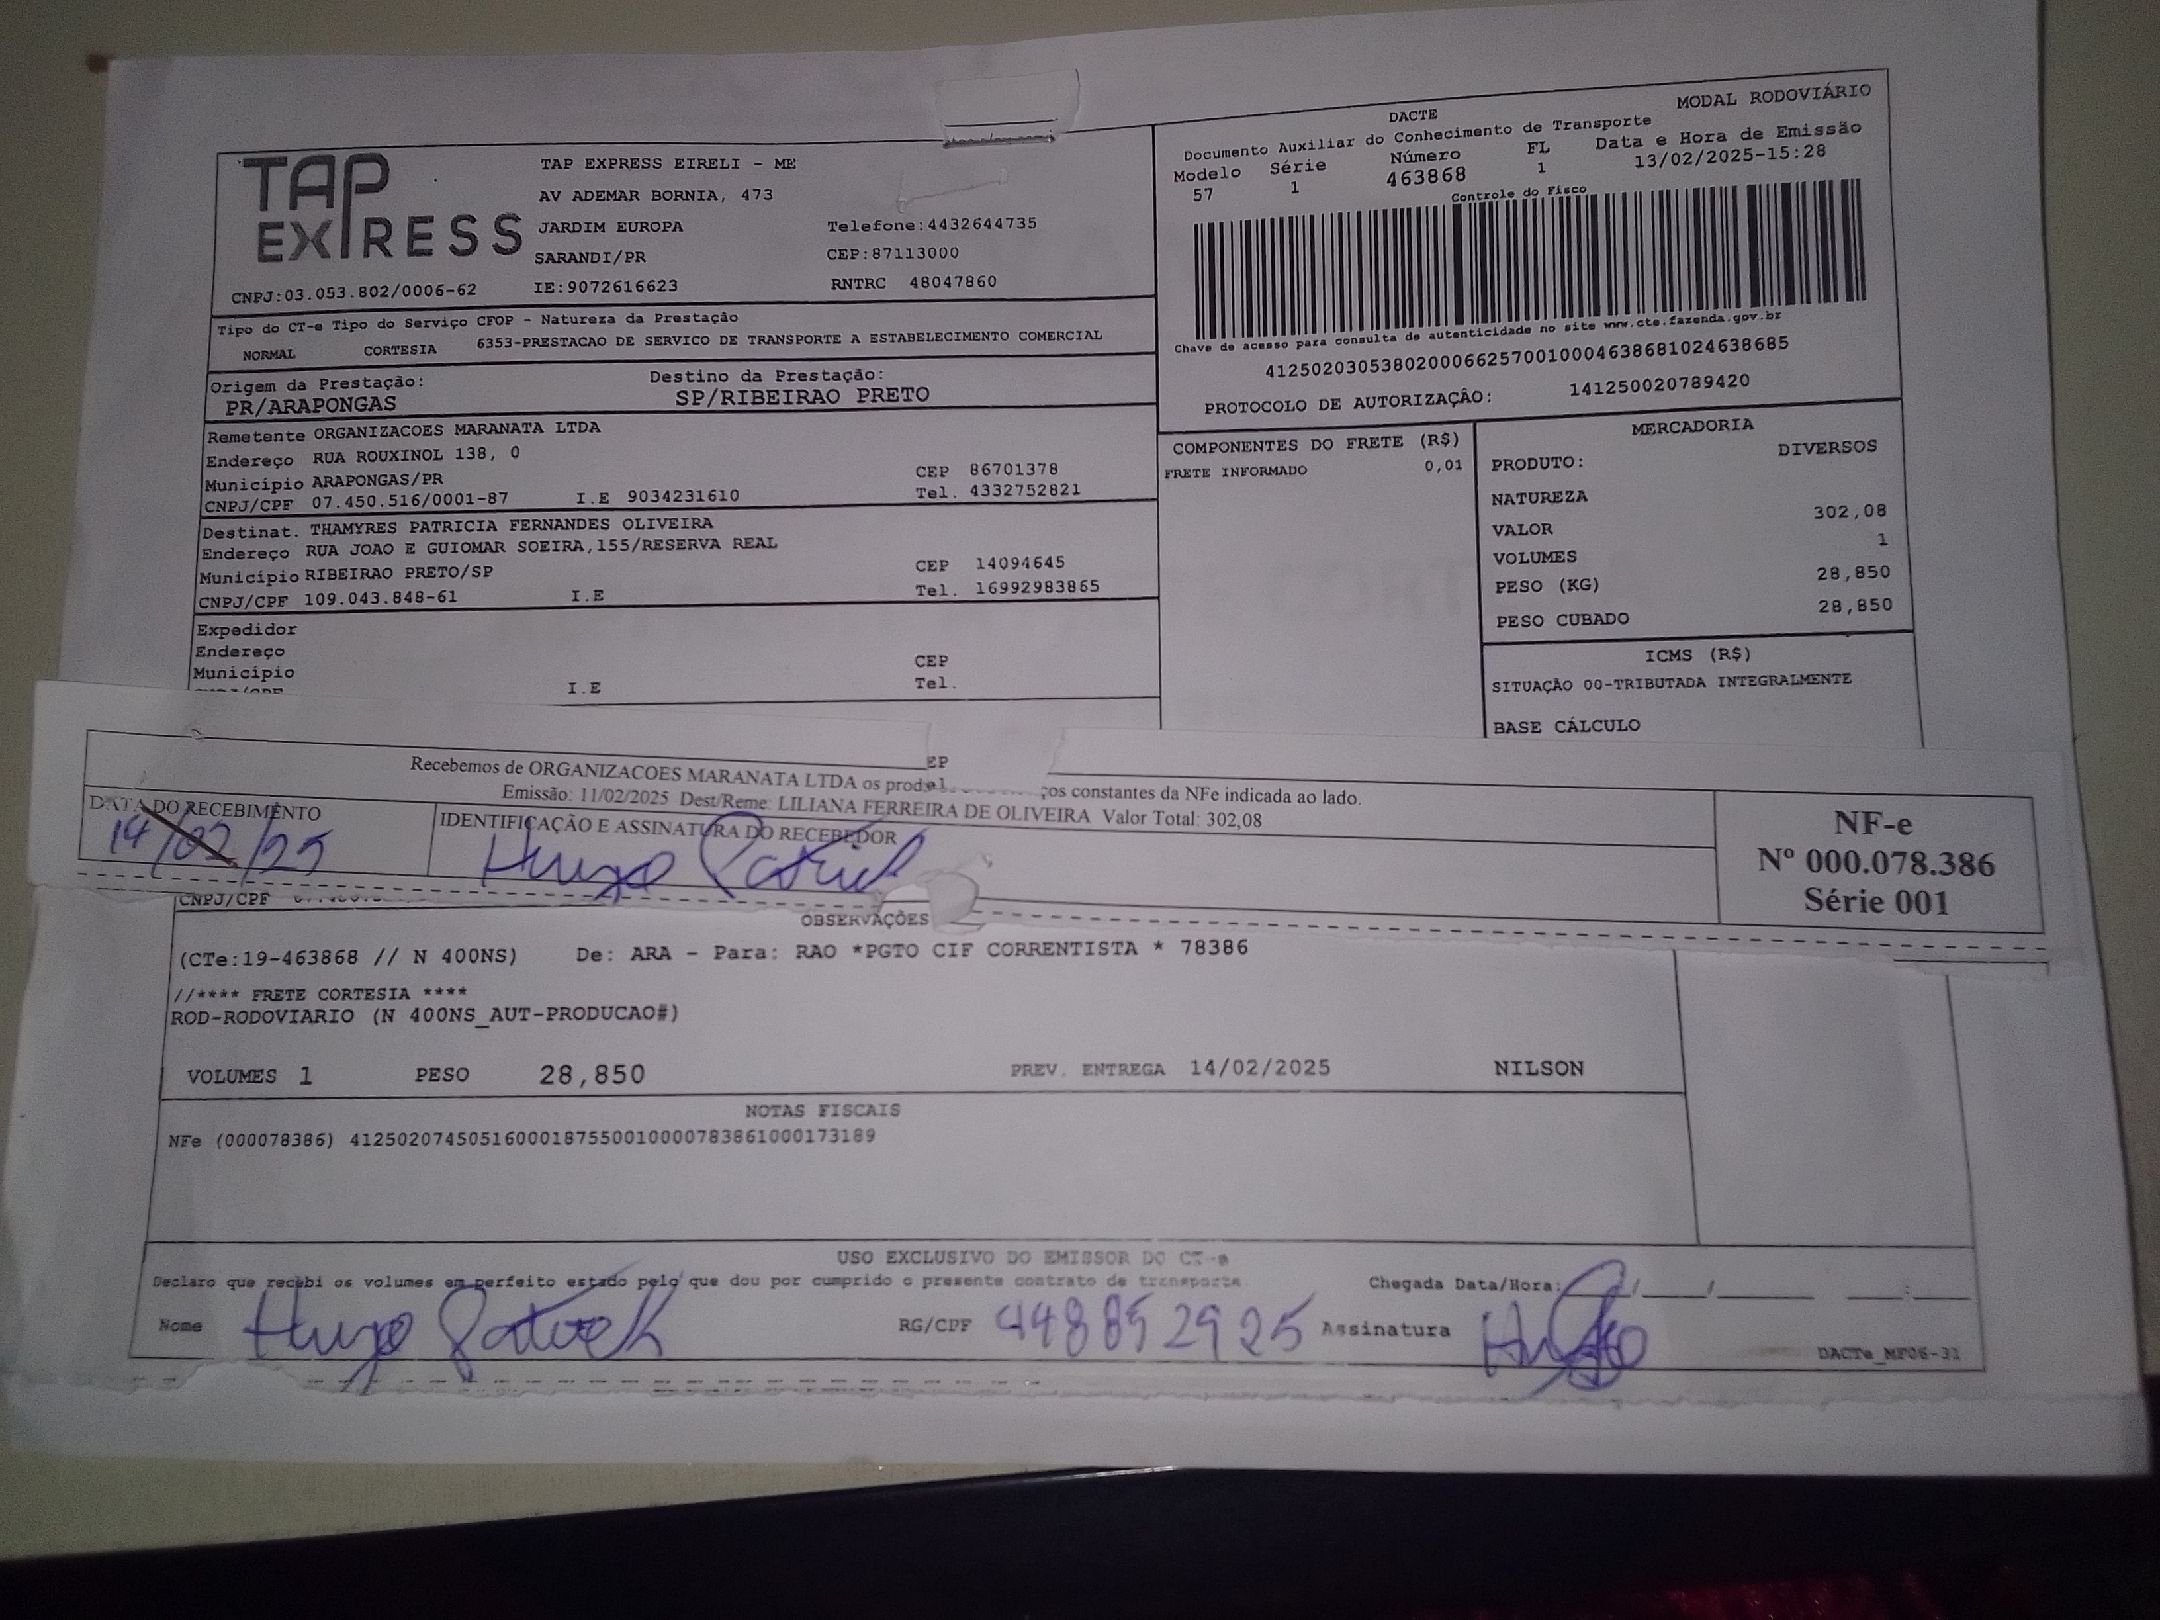 TAP EXPRESS
TAP EXPRESS EIRELI - ME
AV ADEMAR BORNIA, 473
JARDIM EUROPA Telefone:4432644735
SARANDI/PR CEP:87113000
CNPJ:03.053.802/0006-62 IE:9072616623 RNTRC 48047860
DACTE MODAL RODOVIÁRIO
Documento Auxiliar do Conhecimento de Transporte
Modelo Série Número FL Data e Hora de Emissão
57 1 463868 1 13/02/2025-15:28
Controle do Fisco
Chave de acesso para consulta de autenticidade no site www.cte.fazenda.gov.br
41250203053802000662570010004638681024638685
PROTOCOLO DE AUTORIZAÇÂO: 141250020789420
Tipo do CT-e Tipo do Serviço CFOP - Natureza da Prestação
NORMAL CORTESIA 6353-PRESTACAO DE SERVICO DE TRANSPORTE A ESTABELECIMENTO COMERCIAL
Origem da Prestação: Destino da Prestação:
PR/ARAPONGAS SP/RIBEIRAO PRETO
Remetente ORGANIZACOES MARANATA LTDA
Endereço RUA ROUXINOL 138, 0
Município ARAPONGAS/PR CEP 86701378
CNPJ/CPF 07.450.516/0001-87 I.E 9034231610 Tel. 4332752821
Destinat. THAMYRES PATRICIA FERNANDES OLIVEIRA
Endereço RUA JOAO E GUIOMAR SOEIRA,155/RESERVA REAL
Município RIBEIRAO PRETO/SP CEP 14094645
CNPJ/CPF 109.043.848-61 I.E Tel. 16992983865
Expedidor
Endereço
Município CEP
I.E Tel.
COMPONENTES DO FRETE (R$)
FRETE INFORMADO 0,01
MERCADORIA
PRODUTO: DIVERSOS
NATUREZA
VALOR 302,08
VOLUMES 1
PESO (KG) 28,850
PESO CUBADO 28,850
ICMS (R$)
SITUAÇÃO 00-TRIBUTADA INTEGRALMENTE
BASE CÁLCULO
Recebemos de ORGANIZACOES MARANATA LTDA os constantes da NFe indicada ao lado.
Emissão: 11/02/2025 Dest/Reme: LILIANA FERREIRA DE OLIVEIRA Valor Total: 302,08
DATA DO RECEBIMENTO IDENTIFICAÇÃO E ASSINATURA DO RECEBEDOR
14/02/25 Hugo Patrick
NF-e
Nº 000.078.386
Série 001
CNPJ/CPF
OBSERVAÇÕES
(CTe:19-463868 // N 400NS) De: ARA - Para: RAO *PGTO CIF CORRENTISTA * 78386
//**** FRETE CORTESIA ****
ROD-RODOVIARIO (N 400NS_AUT-PRODUCAO#)
VOLUMES 1 PESO 28,850 PREV. ENTREGA 14/02/2025 NILSON
NOTAS FISCAIS
NFe (000078386) 41250207450516000187550010000783861000173189
USO EXCLUSIVO DO EMISSOR DO CT-e
Declaro que recebi os volumes em perfeito estado pelo que dou por cumprido o presente contrato de transporte. Chegada Data/Hora: / / :
Nome Hugo Patrick RG/CPF 448852925 Assinatura Hugo
DACTe_MF06-31